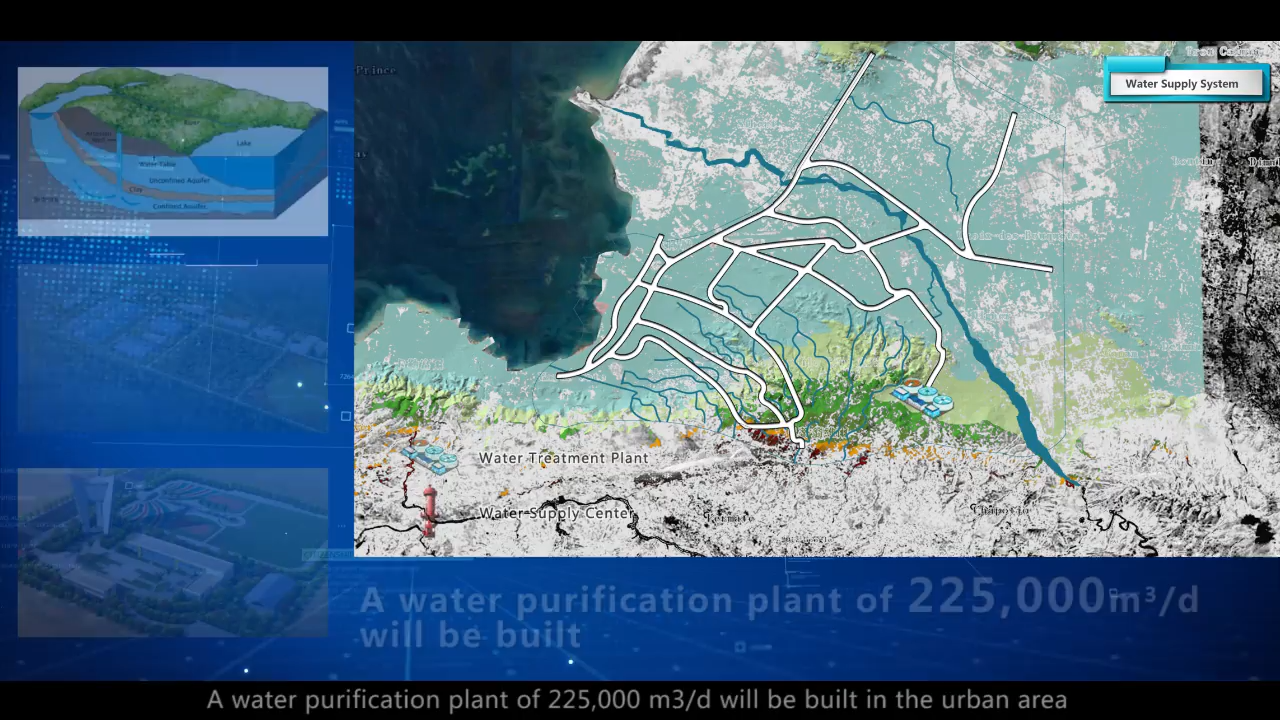 Prince
Water Supply System
River
Lake
Water Table
Unconfined Aquifer
Clay
Confined Aquifer
Water Treatment Plant
Water Supply Center
A water purification plant of 225,000m³/d
will be built
A water purification plant of 225,000 m3/d will be built in the urban area